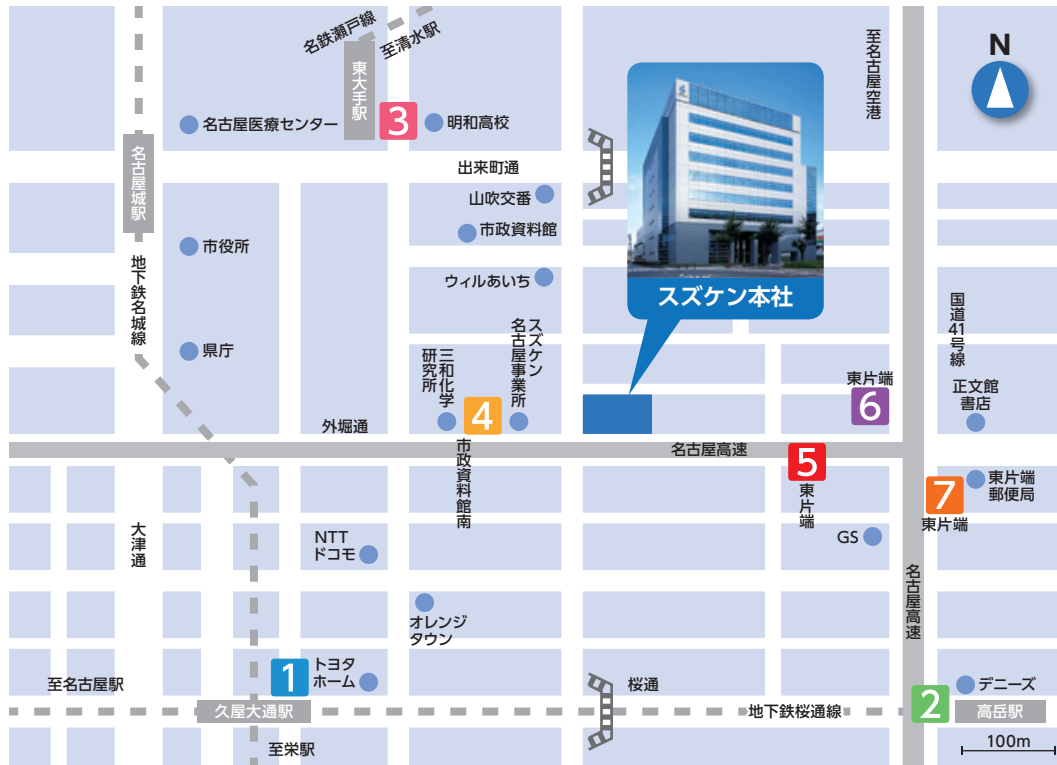 名鉄瀬戸線
至清水駅
東大手駅
3
明和高校
名古屋医療センター
至名古屋空港
N
名古屋城駅
出来町通
山吹交番
市政資料館
市役所
地下鉄名城線
ウィルあいち
スズケン本社
国道41号線
県庁
三和化学
研究所
スズケン
名古屋事業所
4
東片端
6
正文館
書店
外堀通
市政資料館南
名古屋高速
5
東片端
7
東片端
東片端
郵便局
大津通
NTT
ドコモ
GS
名古屋高速
オレンジ
タウン
1
トヨタ
ホーム
至名古屋駅
桜通
デニーズ
久屋大通駅
地下鉄桜通線
2
高岳駅
至栄駅
100m